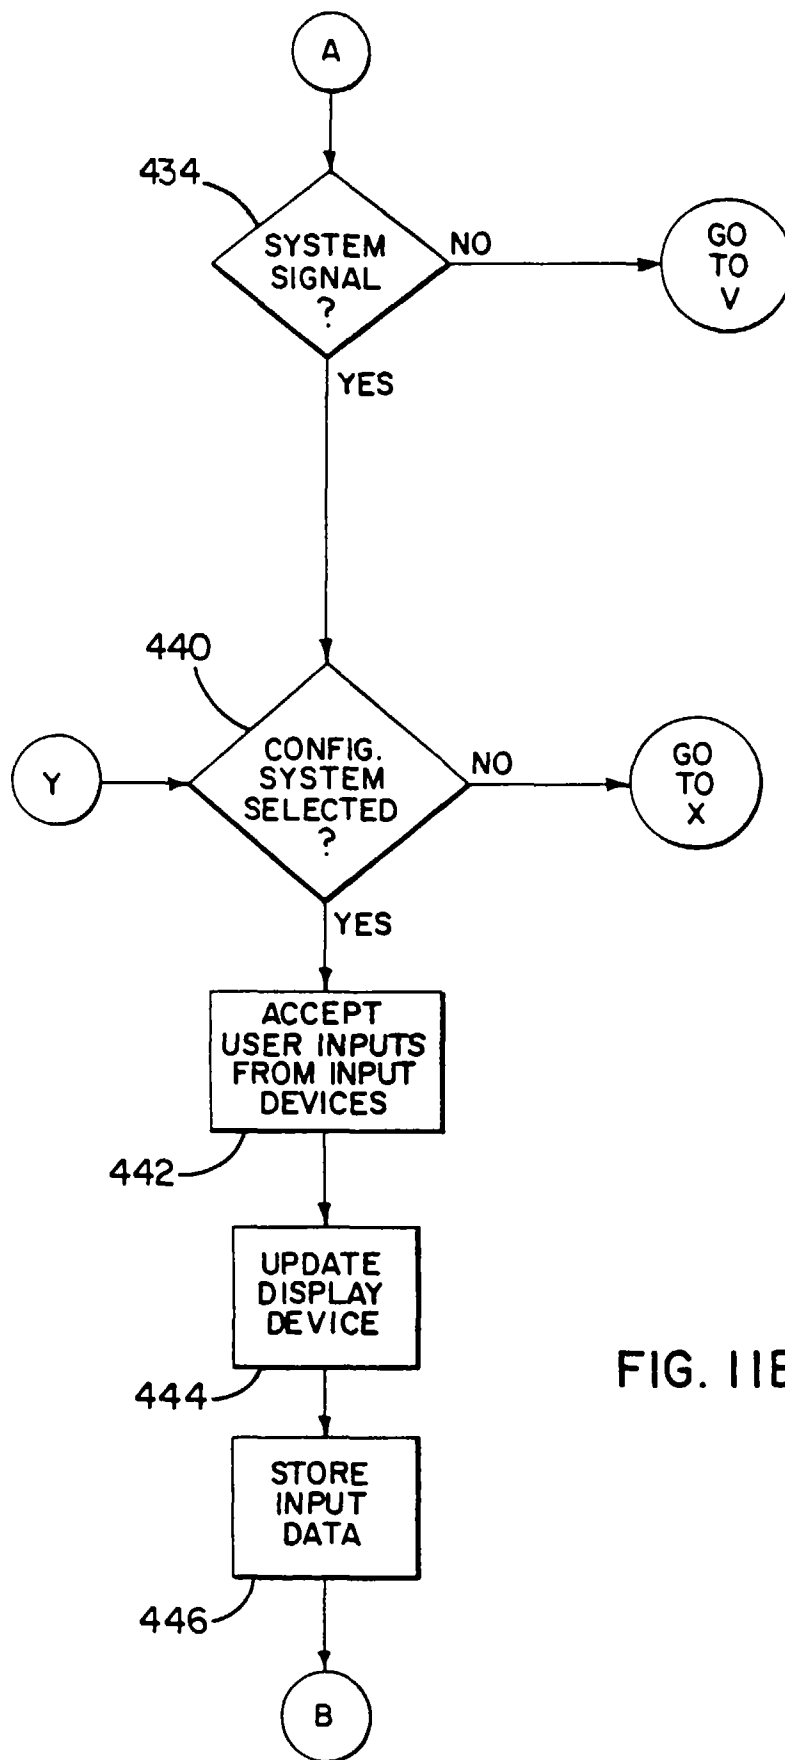 A
434
SYSTEM
SIGNAL
?
NO
GO
TO
V
YES
440
Y
CONFIG.
SYSTEM
SELECTED
?
NO
GO
TO
X
YES
ACCEPT
USER INPUTS
FROM INPUT
DEVICES
442
UPDATE
DISPLAY
DEVICE
444
STORE
INPUT
DATA
446
B
FIG. 11B